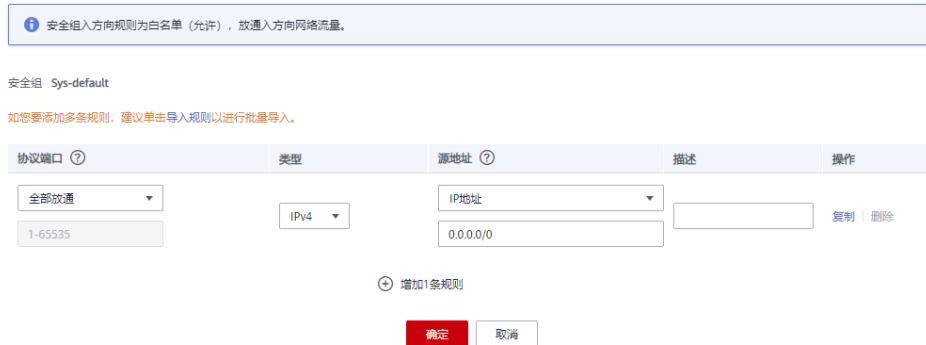 安全组入方向规则为白名单（允许），放通入方向网络流量。
安全组 Sys-default
如您要添加多条规则，建议单击导入规则以进行批量导入。
协议端口 ? 类型 源地址 ? 描述 操作
全部放通 IP地址
IPv4 复制 | 删除
1-65535 0.0.0.0/0
增加1条规则
确定 取消